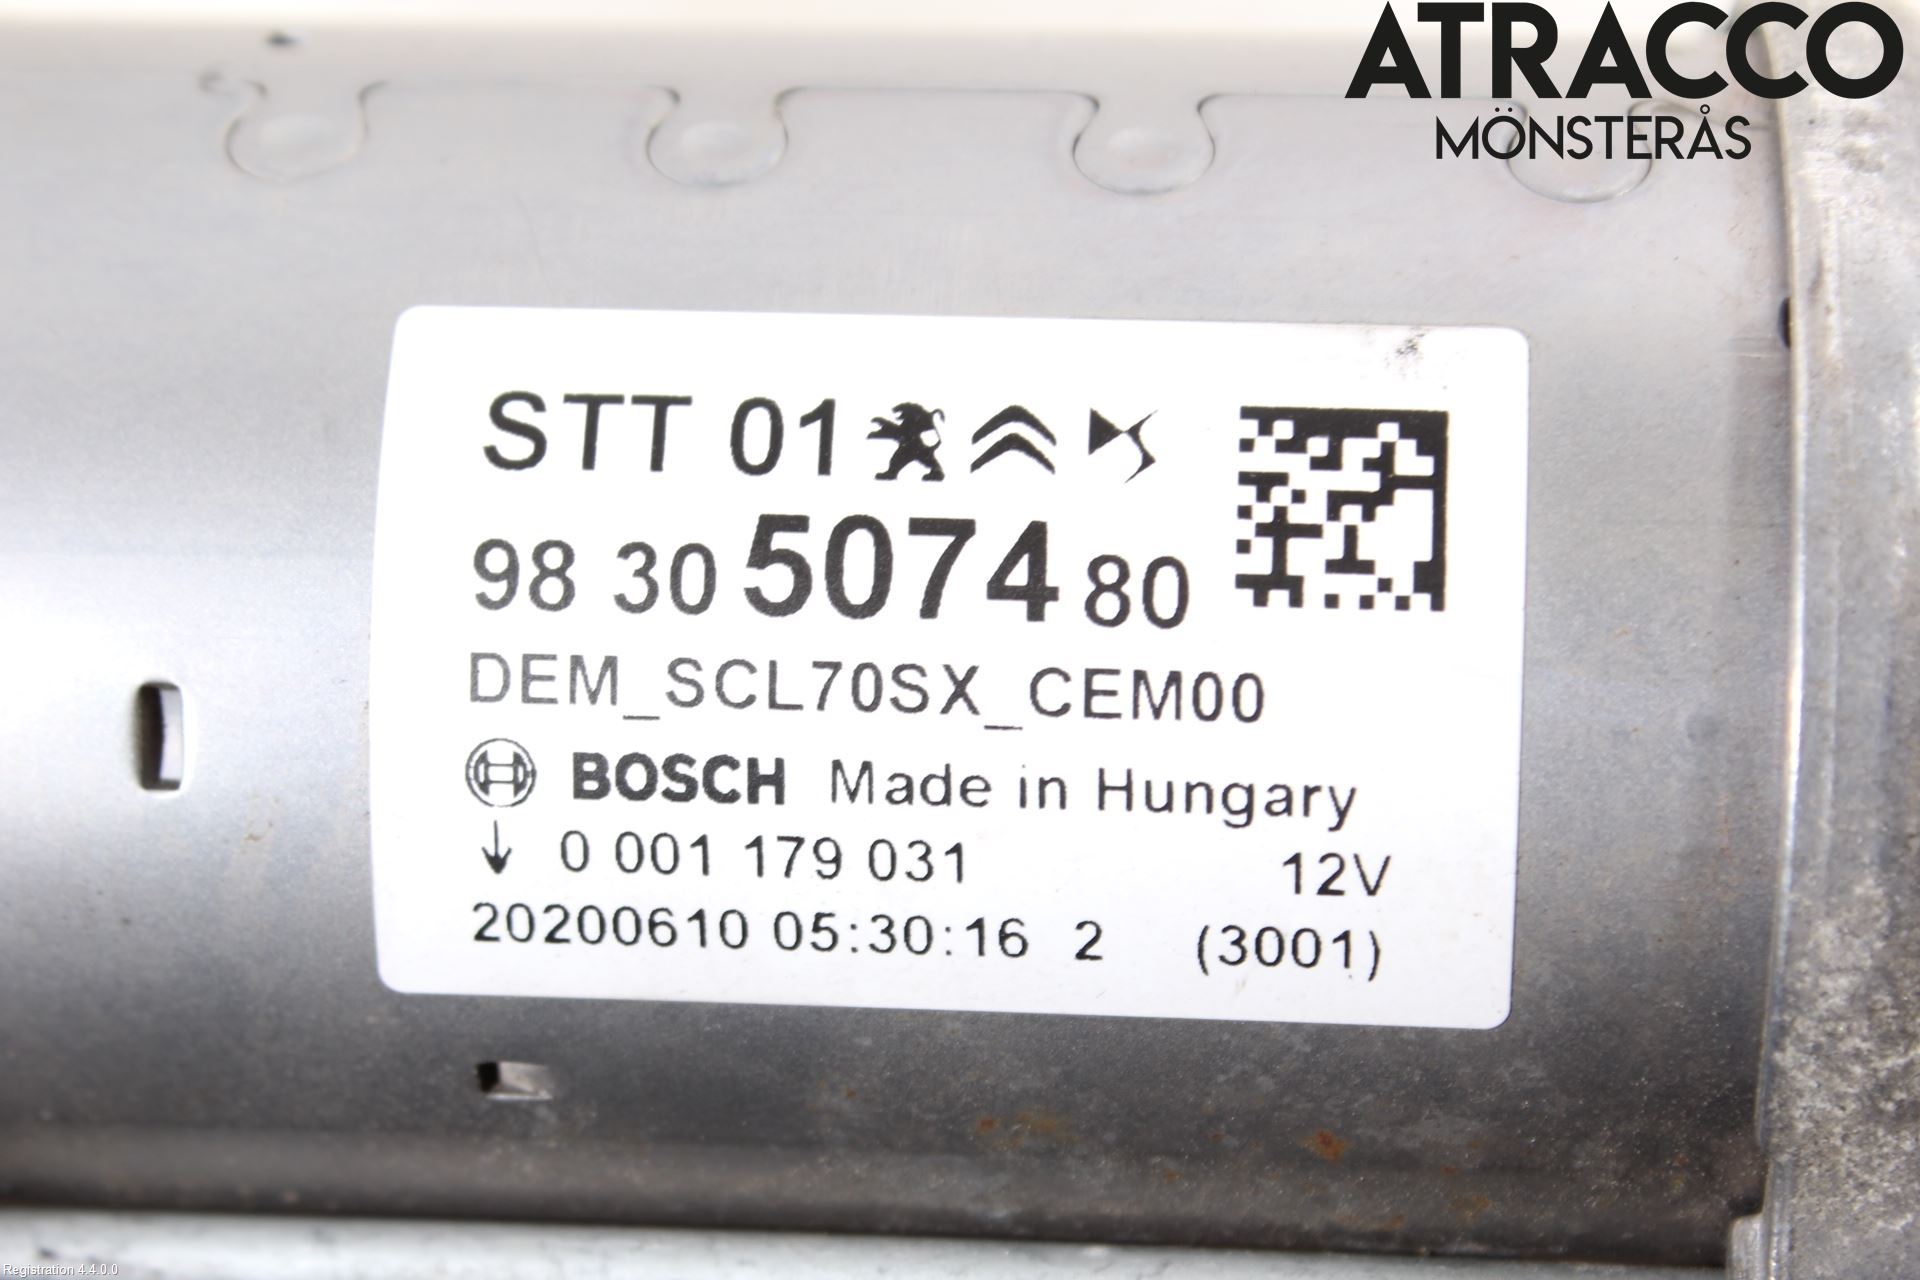 ATRACCO
MÖNSTERÅS
STT 01
98 30 5074 80
DEM_SCL70SX_CEM00
BOSCH Made in Hungary
↓ 0 001 179 031 12V
20200610 05:30:16 2 (3001)
Registration 4.4.0.0